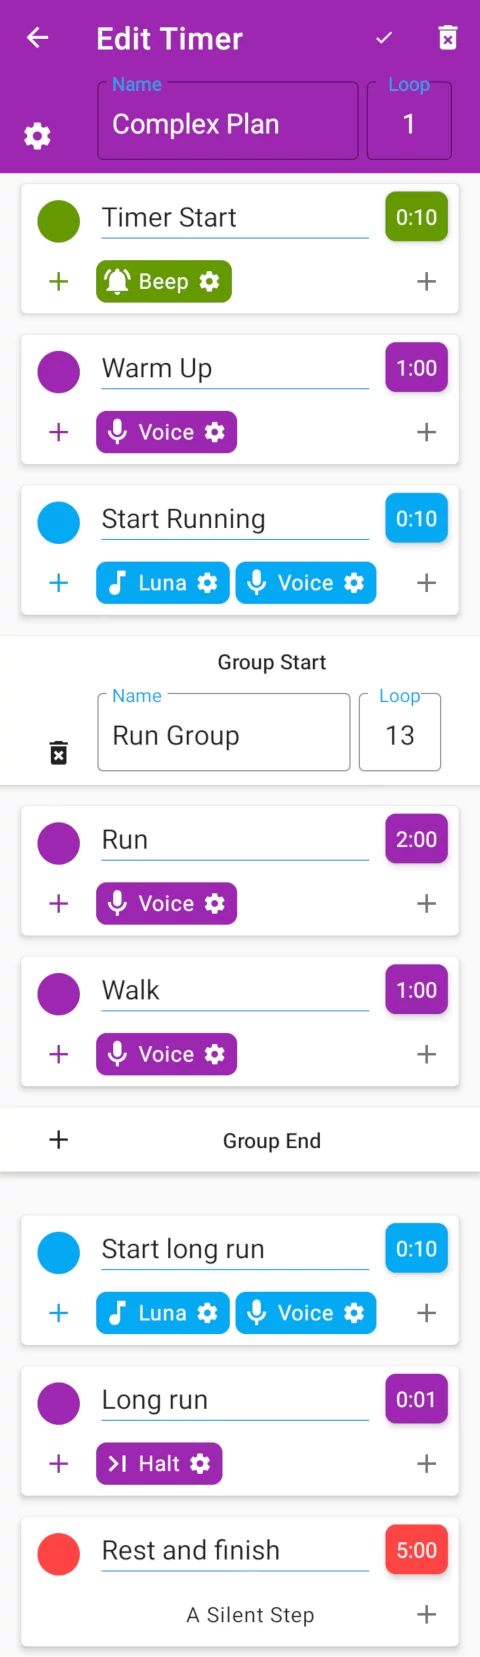 Edit Timer
Name
Loop
Complex Plan
1
Timer Start
0:10
Beep
Warm Up
1:00
Voice
Start Running
0:10
Luna
Voice
Group Start
Name
Loop
Run Group
13
Run
2:00
Voice
Walk
1:00
Voice
Group End
Start long run
0:10
Luna
Voice
Long run
0:01
Halt
Rest and finish
5:00
A Silent Step